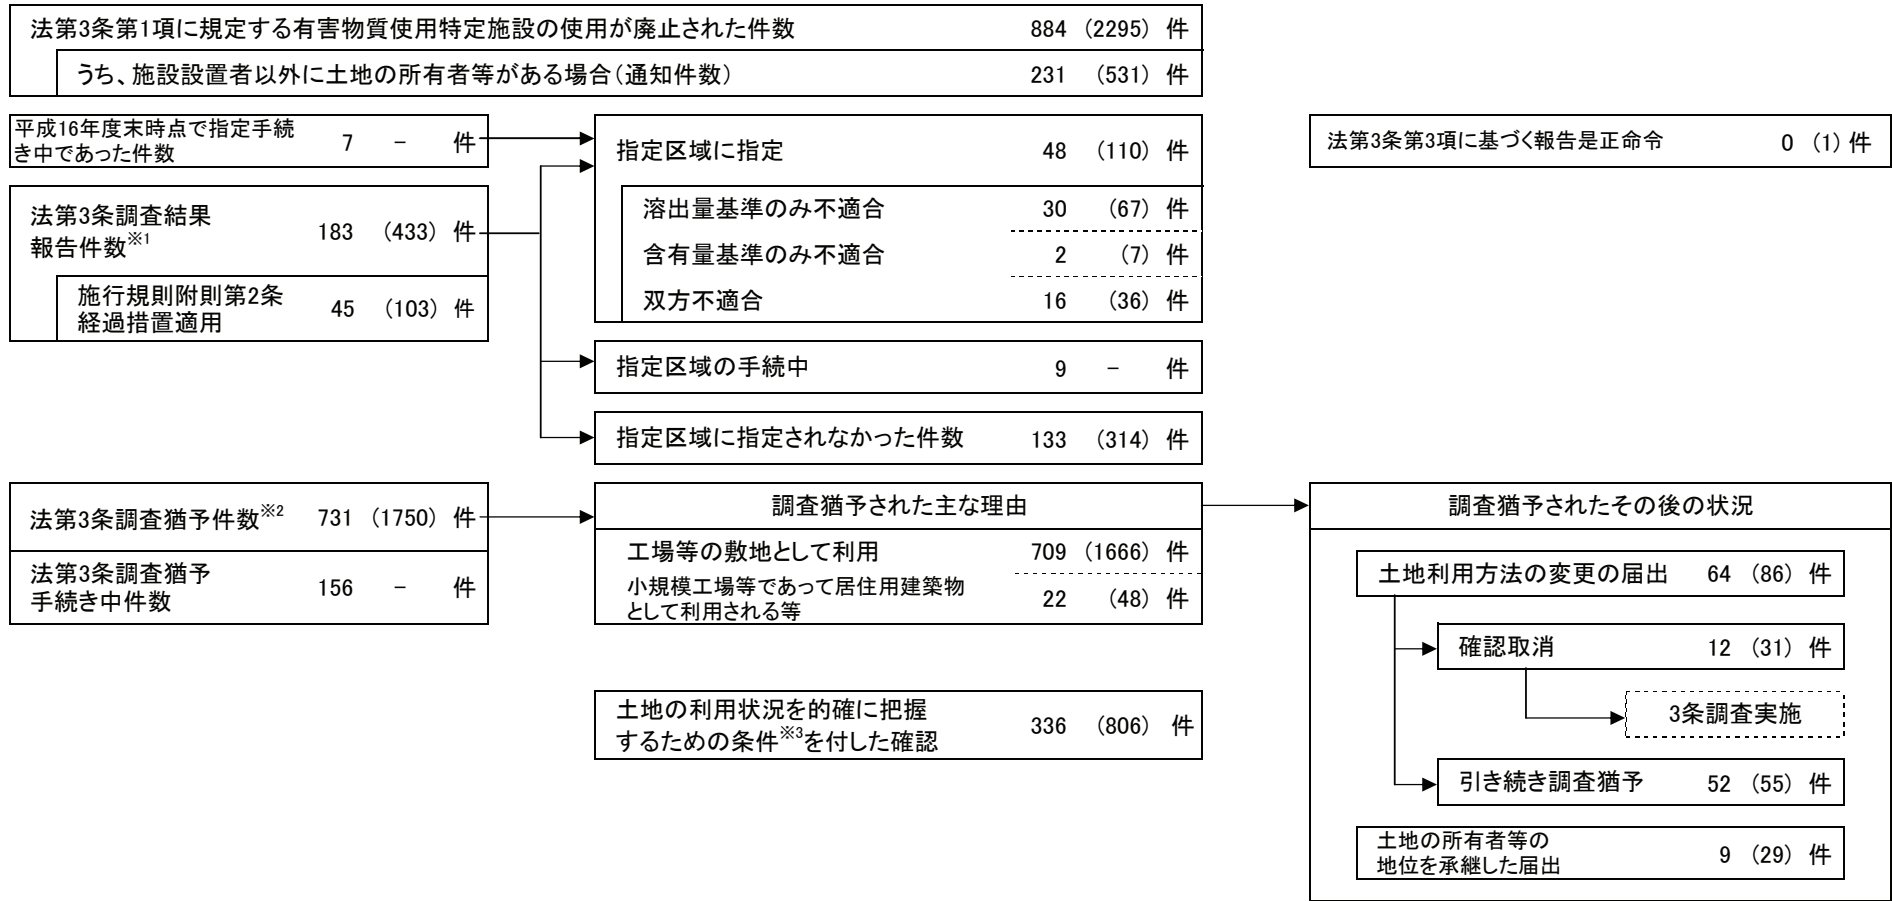 法第3条第1項に規定する有害物質使用特定施設の使用が廃止された件数 884 (2295) 件
うち、施設設置者以外に土地の所有者等がある場合(通知件数) 231 (531) 件
平成16年度末時点で指定手続
き中であった件数 7 － 件
法第3条調査結果
報告件数※1 183 (433) 件
施行規則附則第2条
経過措置適用 45 (103) 件
指定区域に指定 48 (110) 件
溶出量基準のみ不適合 30 (67) 件
含有量基準のみ不適合 2 (7) 件
双方不適合 16 (36) 件
指定区域の手続中 9 － 件
指定区域に指定されなかった件数 133 (314) 件
法第3条第3項に基づく報告是正命令 0 (1) 件
法第3条調査猶予件数※2 731 (1750) 件
法第3条調査猶予
手続き中件数 156 － 件
調査猶予された主な理由
工場等の敷地として利用 709 (1666) 件
小規模工場等であって居住用建築物
として利用される等 22 (48) 件
土地の利用状況を的確に把握
するための条件※3を付した確認 336 (806) 件
調査猶予されたその後の状況
土地利用方法の変更の届出 64 (86) 件
確認取消 12 (31) 件
3条調査実施
引き続き調査猶予 52 (55) 件
土地の所有者等の
地位を承継した届出 9 (29) 件